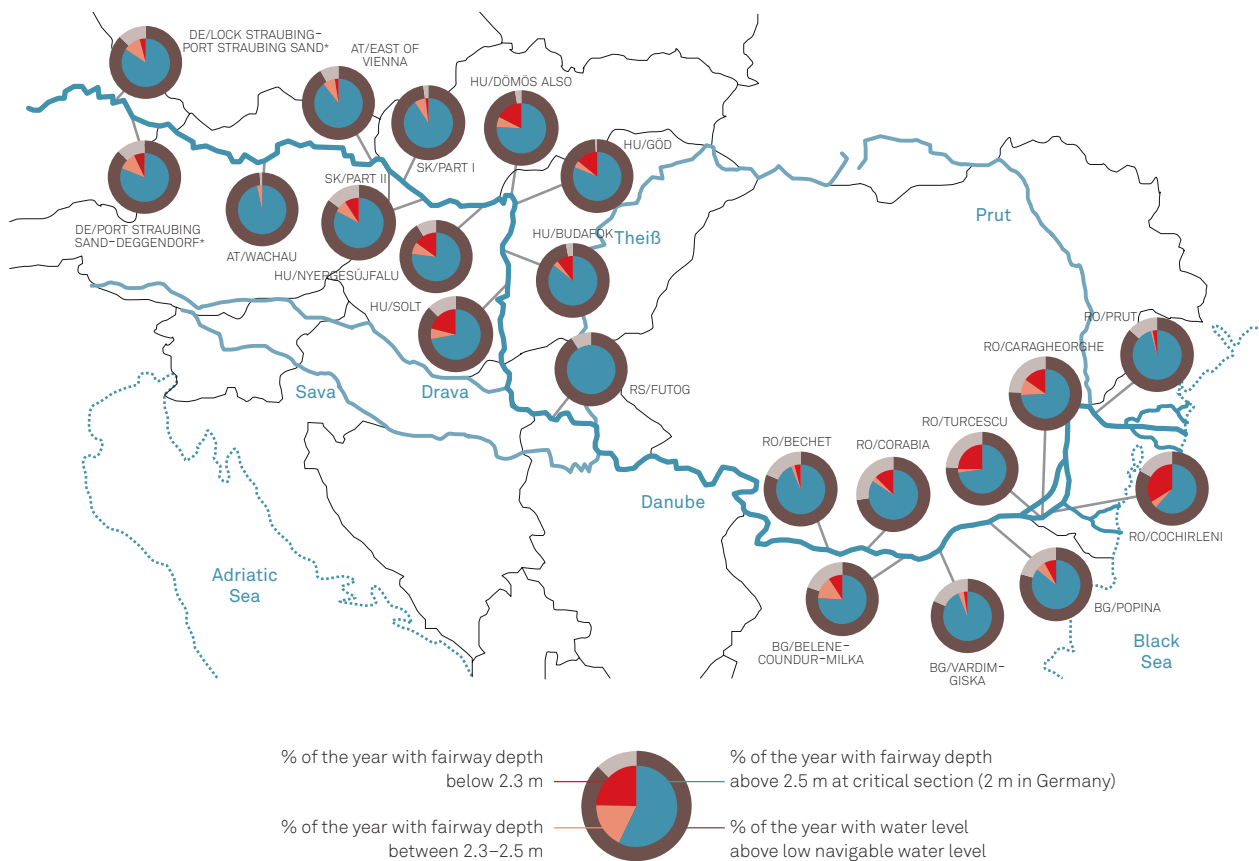 DE/LOCK STRAUBING–
PORT STRAUBING SAND*
AT/EAST OF
VIENNA
HU/DÖMÖS ALSO
HU/GÖD
SK/PART I
SK/PART II
DE/PORT STRAUBING
SAND–DEGGENDORF*
AT/WACHAU
HU/NYERGESÚJFALU
HU/BUDAFOK
Theiß
Prut
HU/SOLT
RO/PRUT
RO/CARAGHEORGHE
Sava
Drava
RS/FUTOG
RO/TURCESCU
RO/BECHET
RO/CORABIA
Danube
RO/COCHIRLENI
Adriatic
Sea
BG/POPINA
BG/BELENE–
COUNDUR–MILKA
BG/VARDIM–
GISKA
Black
Sea
% of the year with fairway depth
below 2.3 m
% of the year with fairway depth
above 2.5 m at critical section (2 m in Germany)
% of the year with fairway depth
between 2.3–2.5 m
% of the year with water level
above low navigable water level